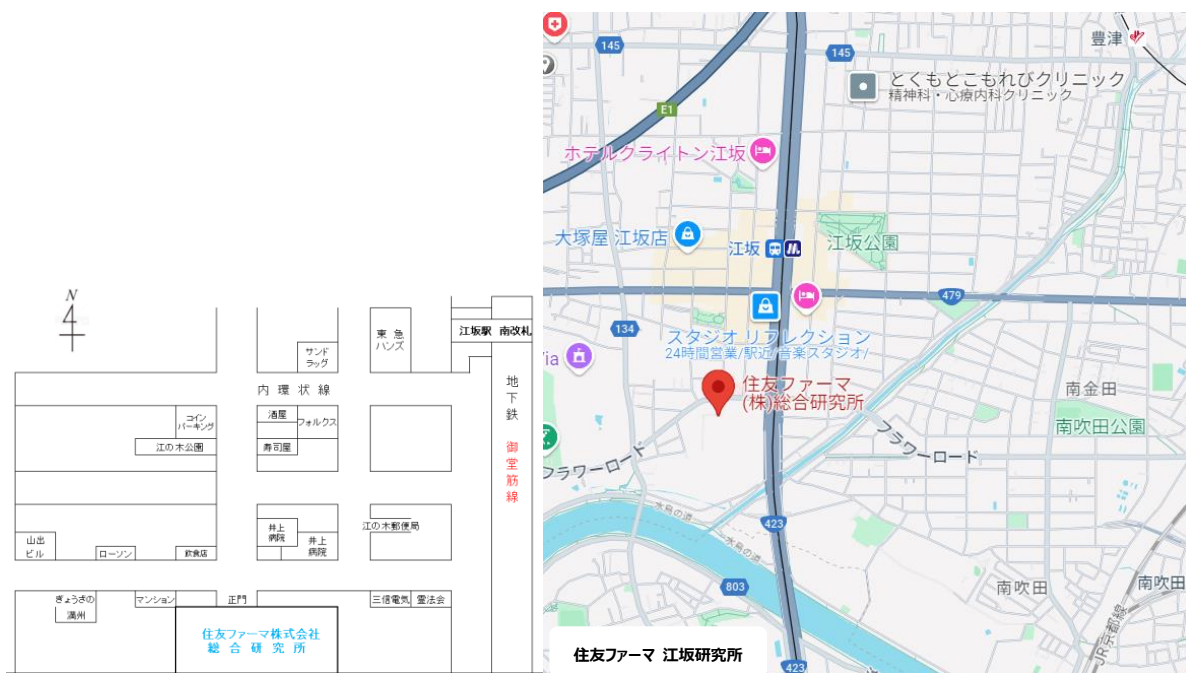 N
サンド
ラッグ
東急
ハンズ
江坂駅 南改札
内環状線
コイン
パーキング
江の木公園
酒屋
フォルクス
寿司屋
地下鉄 御堂筋線
山出
ビル
ローソン
飲食店
井上
病院
井上
病院
江の木郵便局
ぎょうざの
満州
マンション
正門
三信電気
霊法会
住友ファーマ株式会社
総合研究所
145
145
豊津
とくもとこもれびクリニック
精神科・心療内科クリニック
E1
ホテルクライトン江坂
大塚屋 江坂店
江坂
江坂公園
479
134
スタジオ リフレクション
24時間営業/駅近/音楽スタジオ/
via
住友ファーマ
(株)総合研究所
南金田
南吹田公園
フラワーロード
フラワーロード
水鳥の道
423
水鳥の道
803
南吹田
南吹田
JR京都線
423
住友ファーマ 江坂研究所